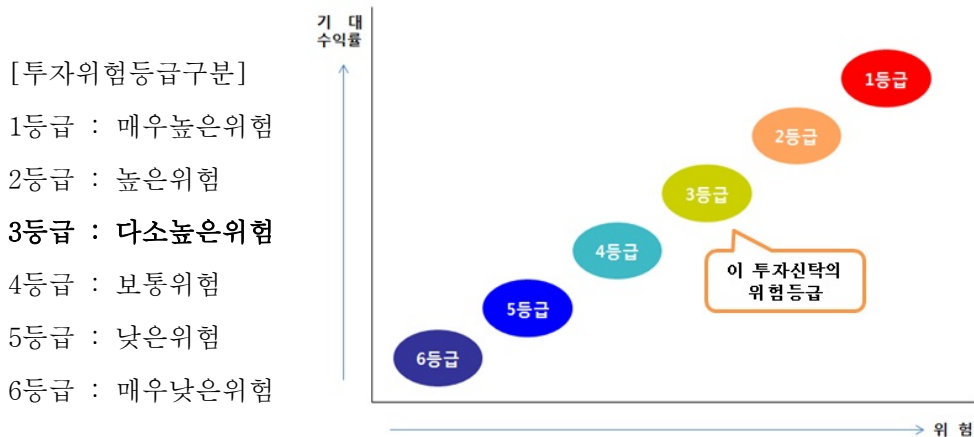 [투자위험등급구분]
1등급 : 매우높은위험
2등급 : 높은위험
3등급 : 다소높은위험
4등급 : 보통위험
5등급 : 낮은위험
6등급 : 매우낮은위험
기 대
수익률
1등급
2등급
3등급
4등급
5등급
6등급
이 투자신탁의
위험등급
위 험